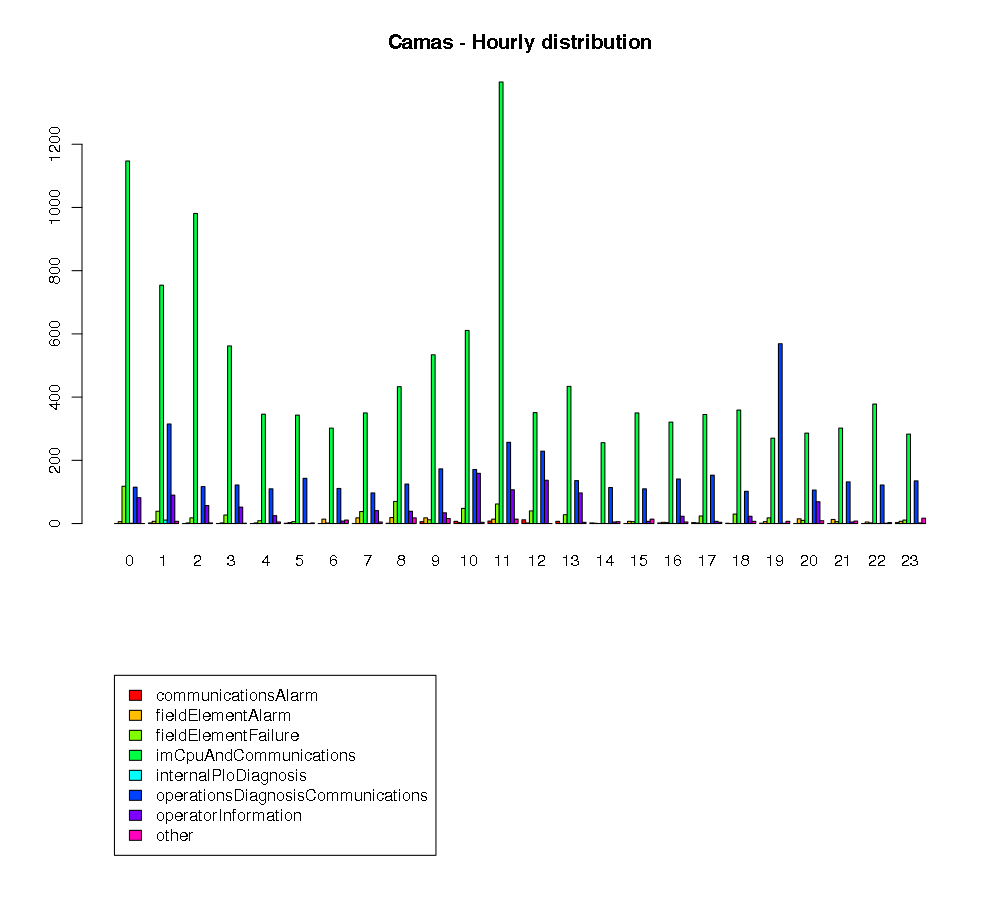 Camas - Hourly distribution
1200
1000
800
600
400
200
0
0 1 2 3 4 5 6 7 8 9 10 11 12 13 14 15 16 17 18 19 20 21 22 23
communicationsAlarm
fieldElementAlarm
fieldElementFailure
imCpuAndCommunications
internalPloDiagnosis
operationsDiagnosisCommunications
operatorInformation
other